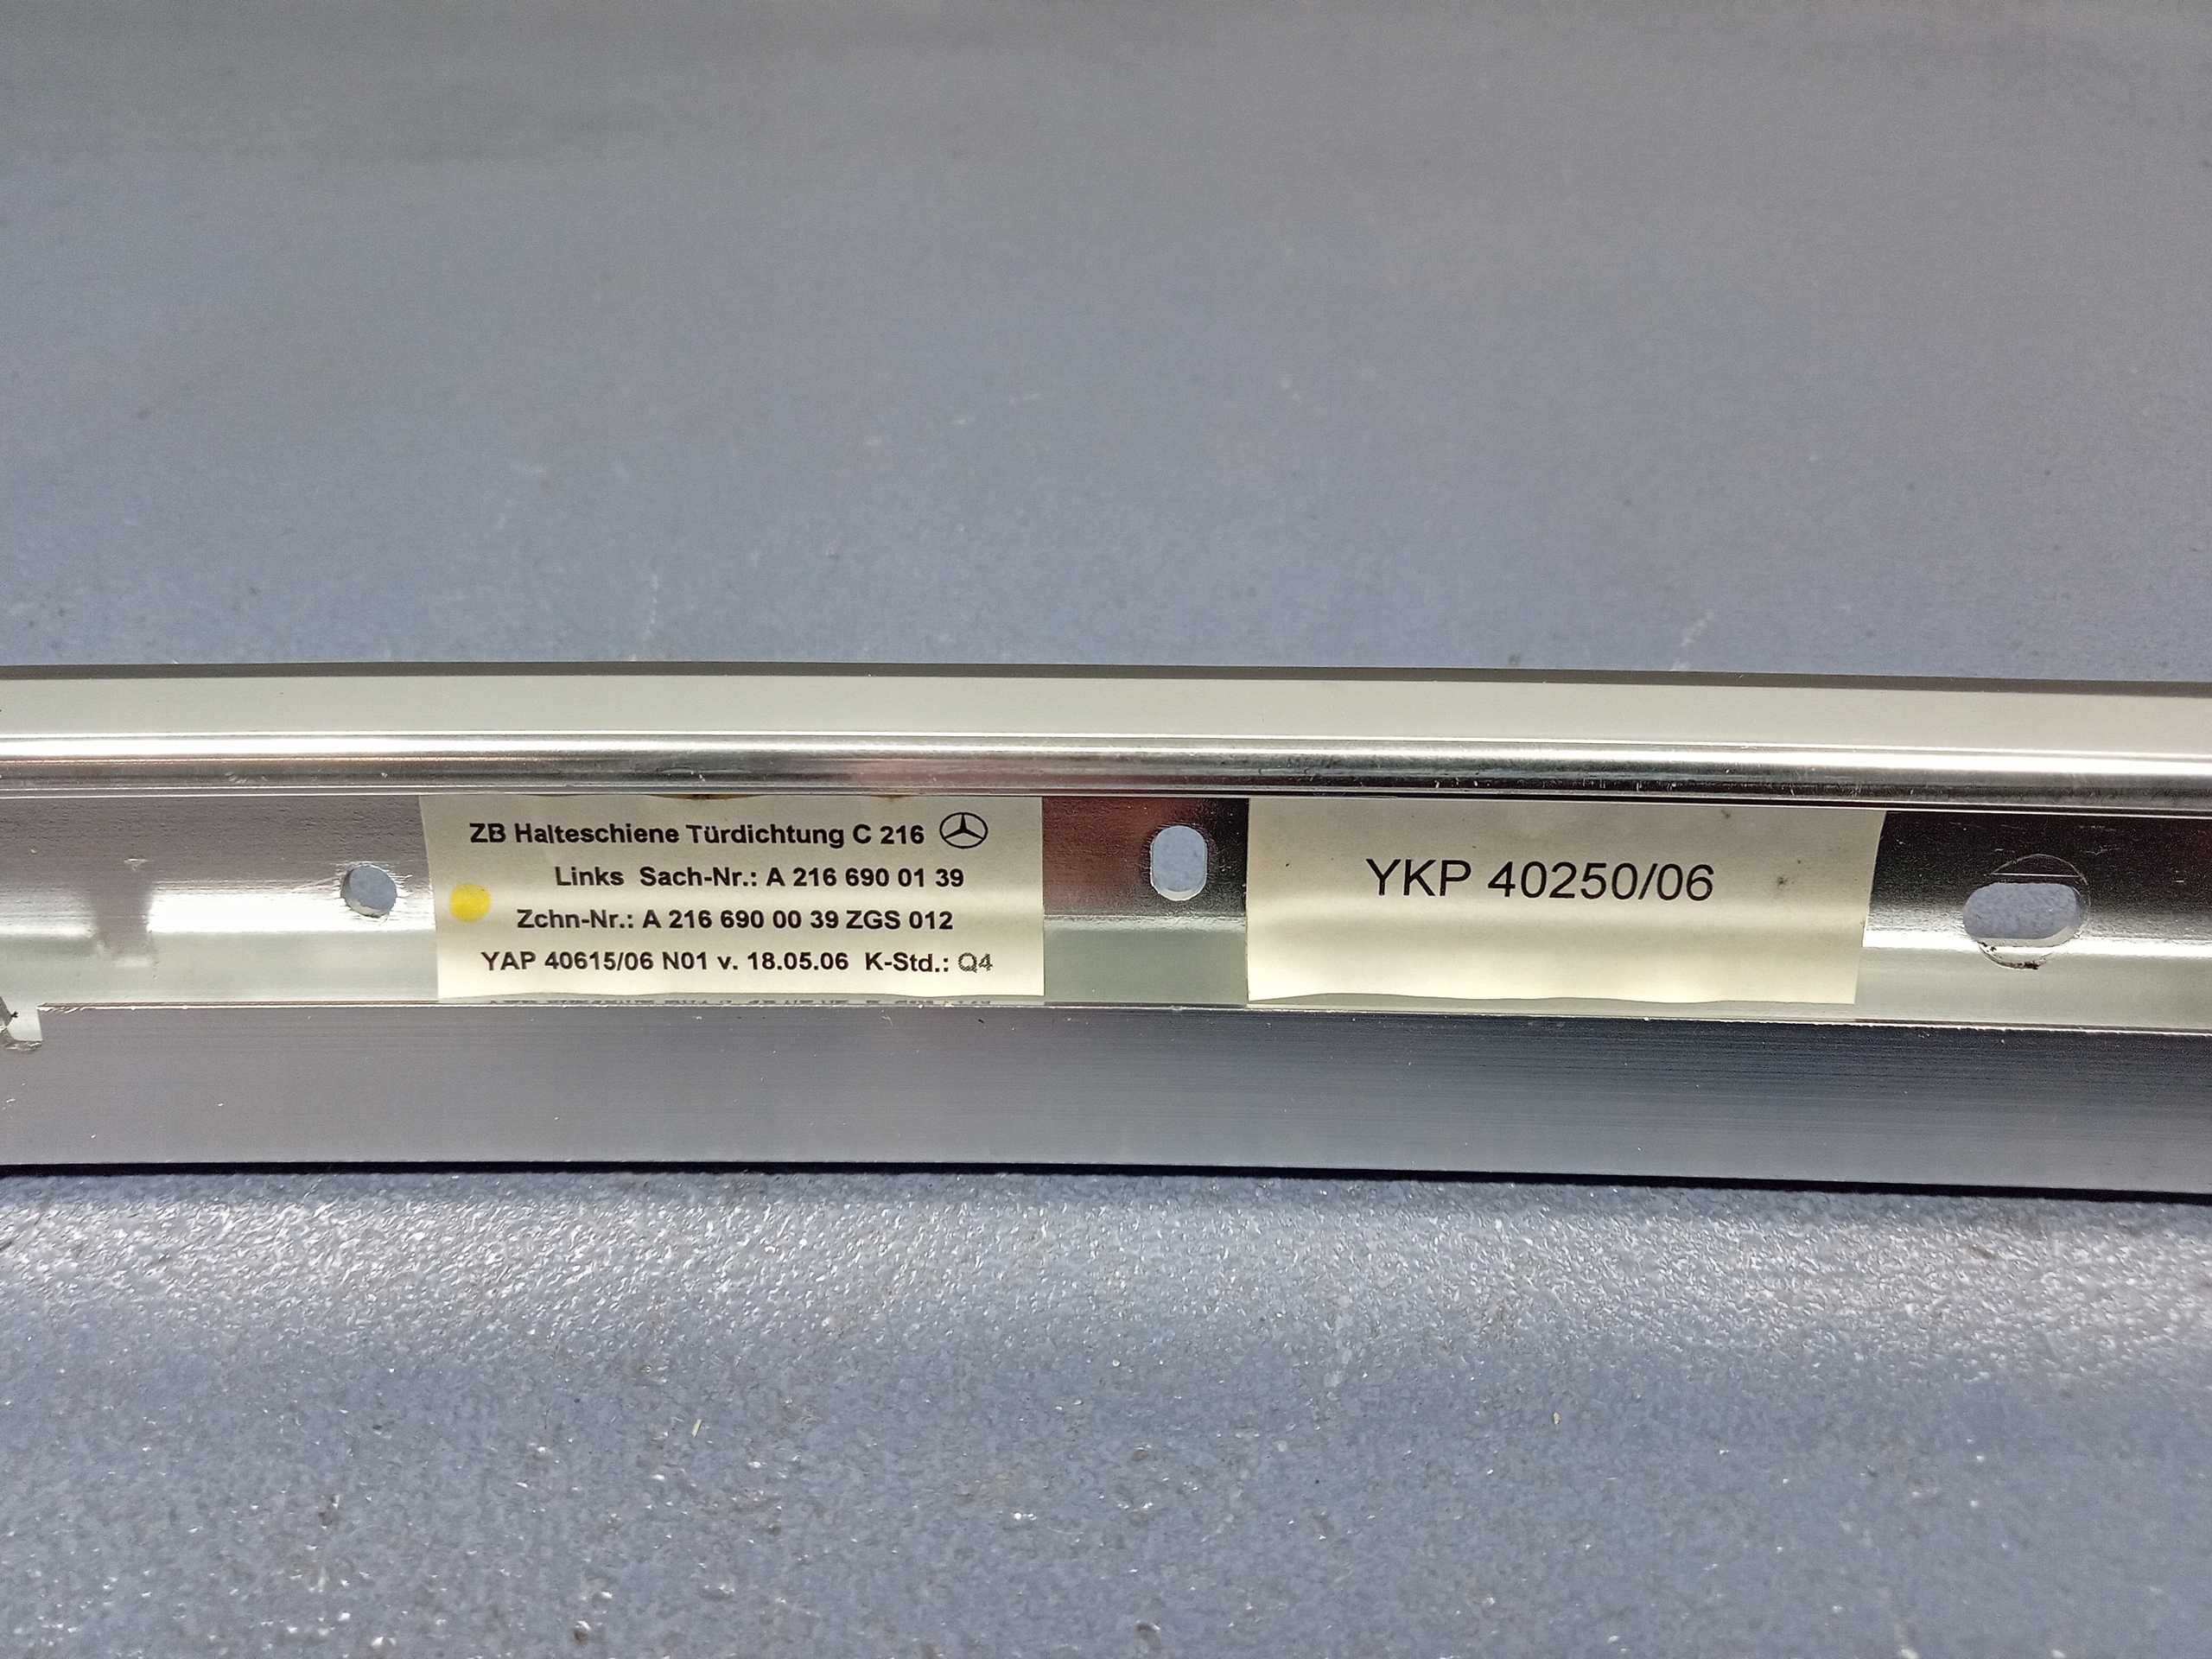 ZB Halteschiene Türdichtung C 216
Links Sach-Nr.: A 216 690 01 39
Zchn-Nr.: A 216 690 00 39 ZGS 012
YAP 40615/06 N01 v. 18.05.06 K-Std.: Q4
YKP 40250/06